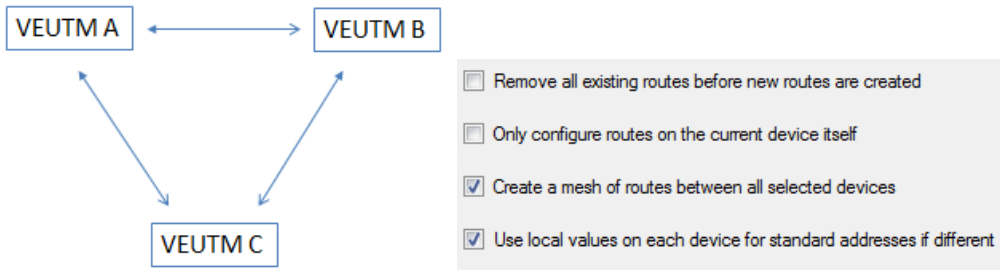 VEUTM A
VEUTM B
VEUTM C
Remove all existing routes before new routes are created
Only configure routes on the current device itself
Create a mesh of routes between all selected devices
Use local values on each device for standard addresses if different